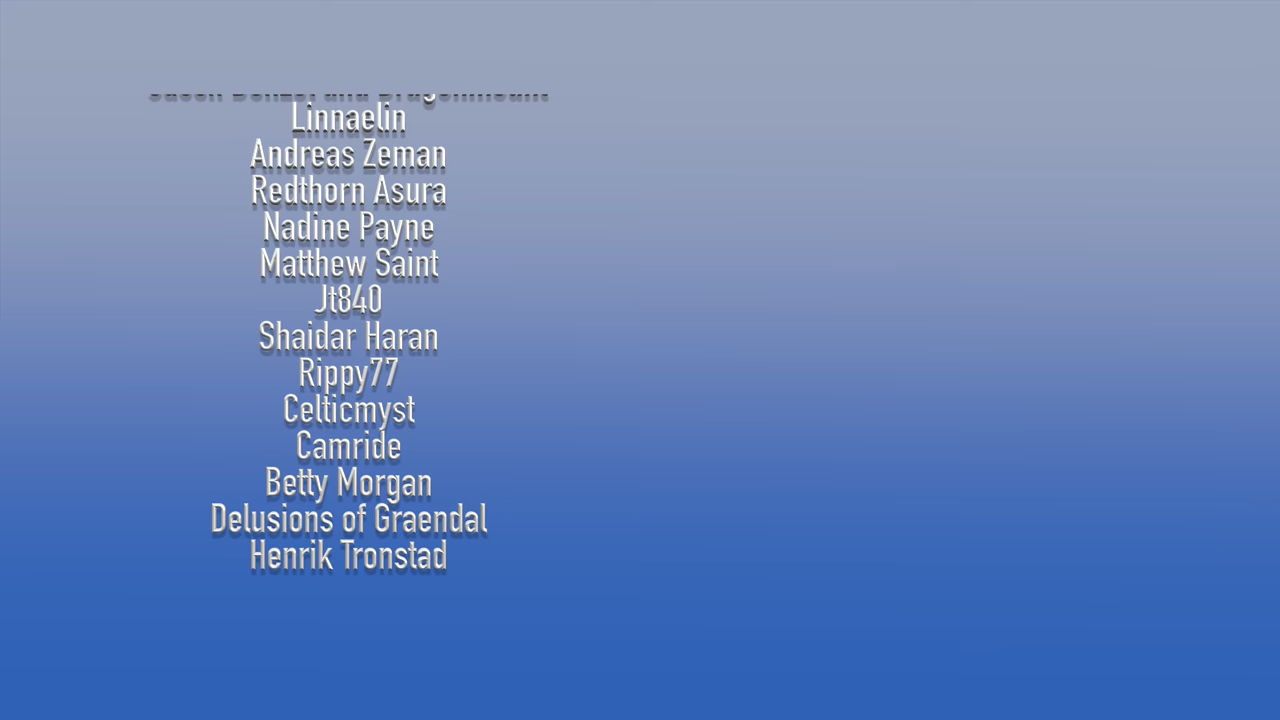 Linnaelin
Andreas Zeman
Redthorn Asura
Nadine Payne
Matthew Saint
Jt840
Shaidar Haran
Rippy77
Celticmyst
Camride
Betty Morgan
Delusions of Graendal
Henrik Tronstad